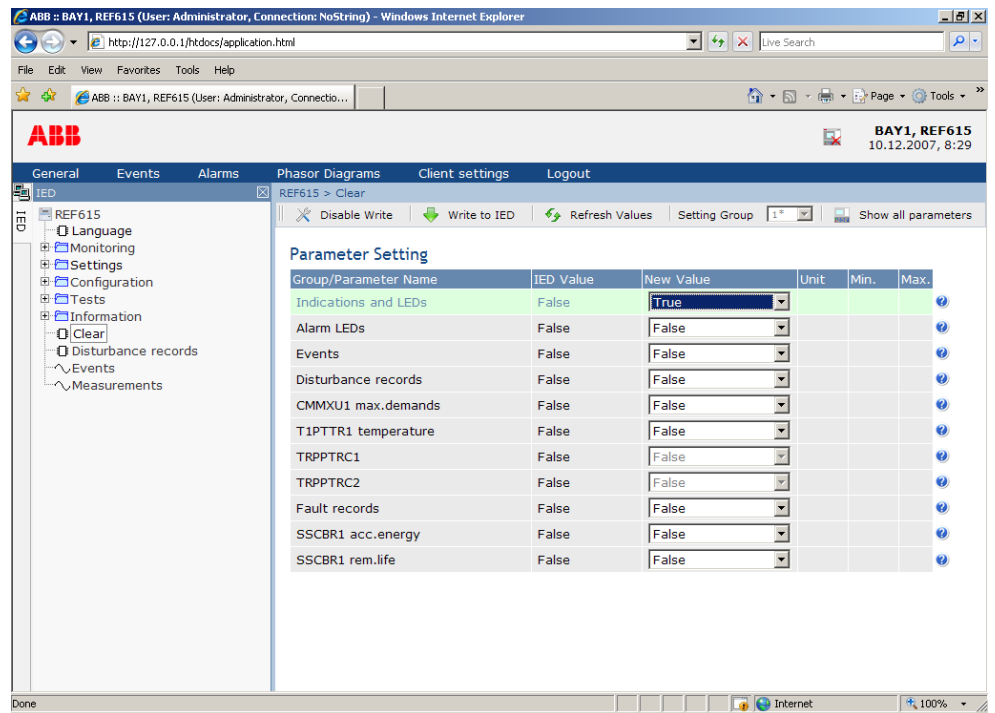 ABB :: BAY1, REF615 (User: Administrator, Connection: NoString) - Windows Internet Explorer
http://127.0.0.1/htdocs/application.html
Live Search
File Edit View Favorites Tools Help
ABB :: BAY1, REF615 (User: Administrator, Connectio...
Page Tools »
ABB
BAY1, REF615
10.12.2007, 8:29
General Events Alarms Phasor Diagrams Client settings Logout
IED
REF615 > Clear
IED
Disable Write Write to IED Refresh Values Setting Group 1* Show all parameters
REF615
Language
Monitoring
Settings
Configuration
Tests
Information
Clear
Disturbance records
Events
Measurements
Parameter Setting
Group/Parameter Name IED Value New Value Unit Min. Max.
Indications and LEDs False True ?
Alarm LEDs False False ?
Events False False ?
Disturbance records False False ?
CMMXU1 max.demands False False ?
T1PTTR1 temperature False False ?
TRPPTRC1 False False ?
TRPPTRC2 False False ?
Fault records False False ?
SSCBR1 acc.energy False False ?
SSCBR1 rem.life False False ?
Done Internet 100%